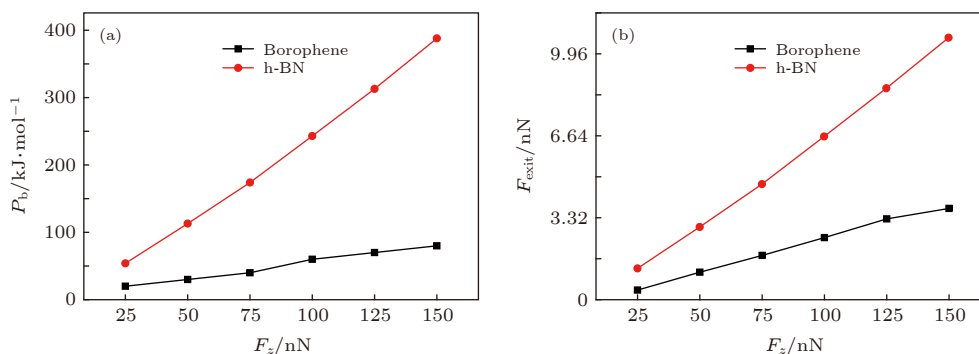 (a)
Borophene
h-BN
400
300
200
100
0
P_b/kJ·mol⁻¹
25 50 75 100 125 150
F_z/nN
(b)
Borophene
h-BN
9.96
6.64
3.32
0
F_exit/nN
25 50 75 100 125 150
F_z/nN